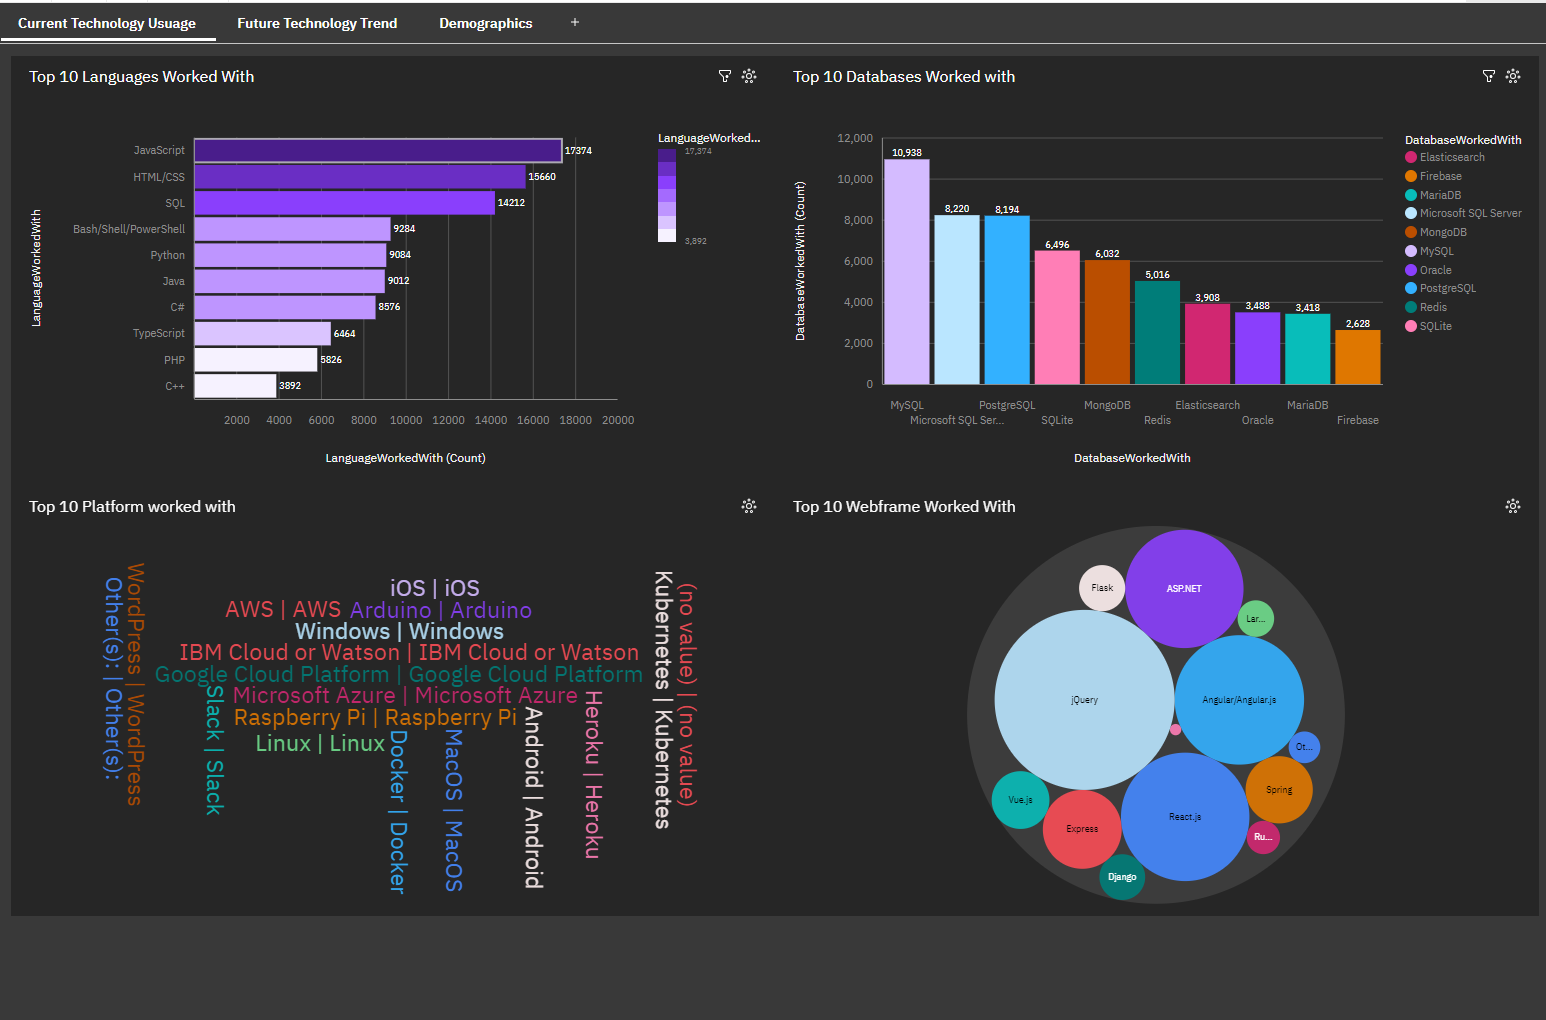 Current Technology Usuage
Future Technology Trend
Demographics
+
Top 10 Languages Worked With
LanguageWorkedWith
JavaScript
HTML/CSS
SQL
Bash/Shell/PowerShell
Python
Java
C#
TypeScript
PHP
C++
17374
15660
14212
9284
9084
9012
8576
6464
5826
3892
2000 4000 6000 8000 10000 12000 14000 16000 18000 20000
LanguageWorkedWith (Count)
LanguageWorked...
17,374
3,892
Top 10 Databases Worked with
DatabaseWorkedWith (Count)
12,000
10,000
8,000
6,000
4,000
2,000
0
10,938
8,220
8,194
6,496
6,032
5,016
3,908
3,488
3,418
2,628
MySQL PostgreSQL MongoDB Elasticsearch MariaDB
Microsoft SQL Ser... SQLite Redis Oracle Firebase
DatabaseWorkedWith
DatabaseWorkedWith
Elasticsearch
Firebase
MariaDB
Microsoft SQL Server
MongoDB
MySQL
Oracle
PostgreSQL
Redis
SQLite
Top 10 Platform worked with
Other(s): | Other(s):
WordPress | WordPress
iOS | iOS
AWS | AWS
Arduino | Arduino
Windows | Windows
IBM Cloud or Watson | IBM Cloud or Watson
Google Cloud Platform | Google Cloud Platform
Microsoft Azure | Microsoft Azure
Raspberry Pi | Raspberry Pi
Linux | Linux
Slack | Slack
Docker | Docker
MacOS | MacOS
Android | Android
Heroku | Heroku
Kubernetes | Kubernetes
(no value) | (no value)
Top 10 Webframe Worked With
Flask
ASP.NET
Lar...
jQuery
Angular/Angular.js
Ot...
Vue.js
Spring
Express
React.js
Ru...
Django